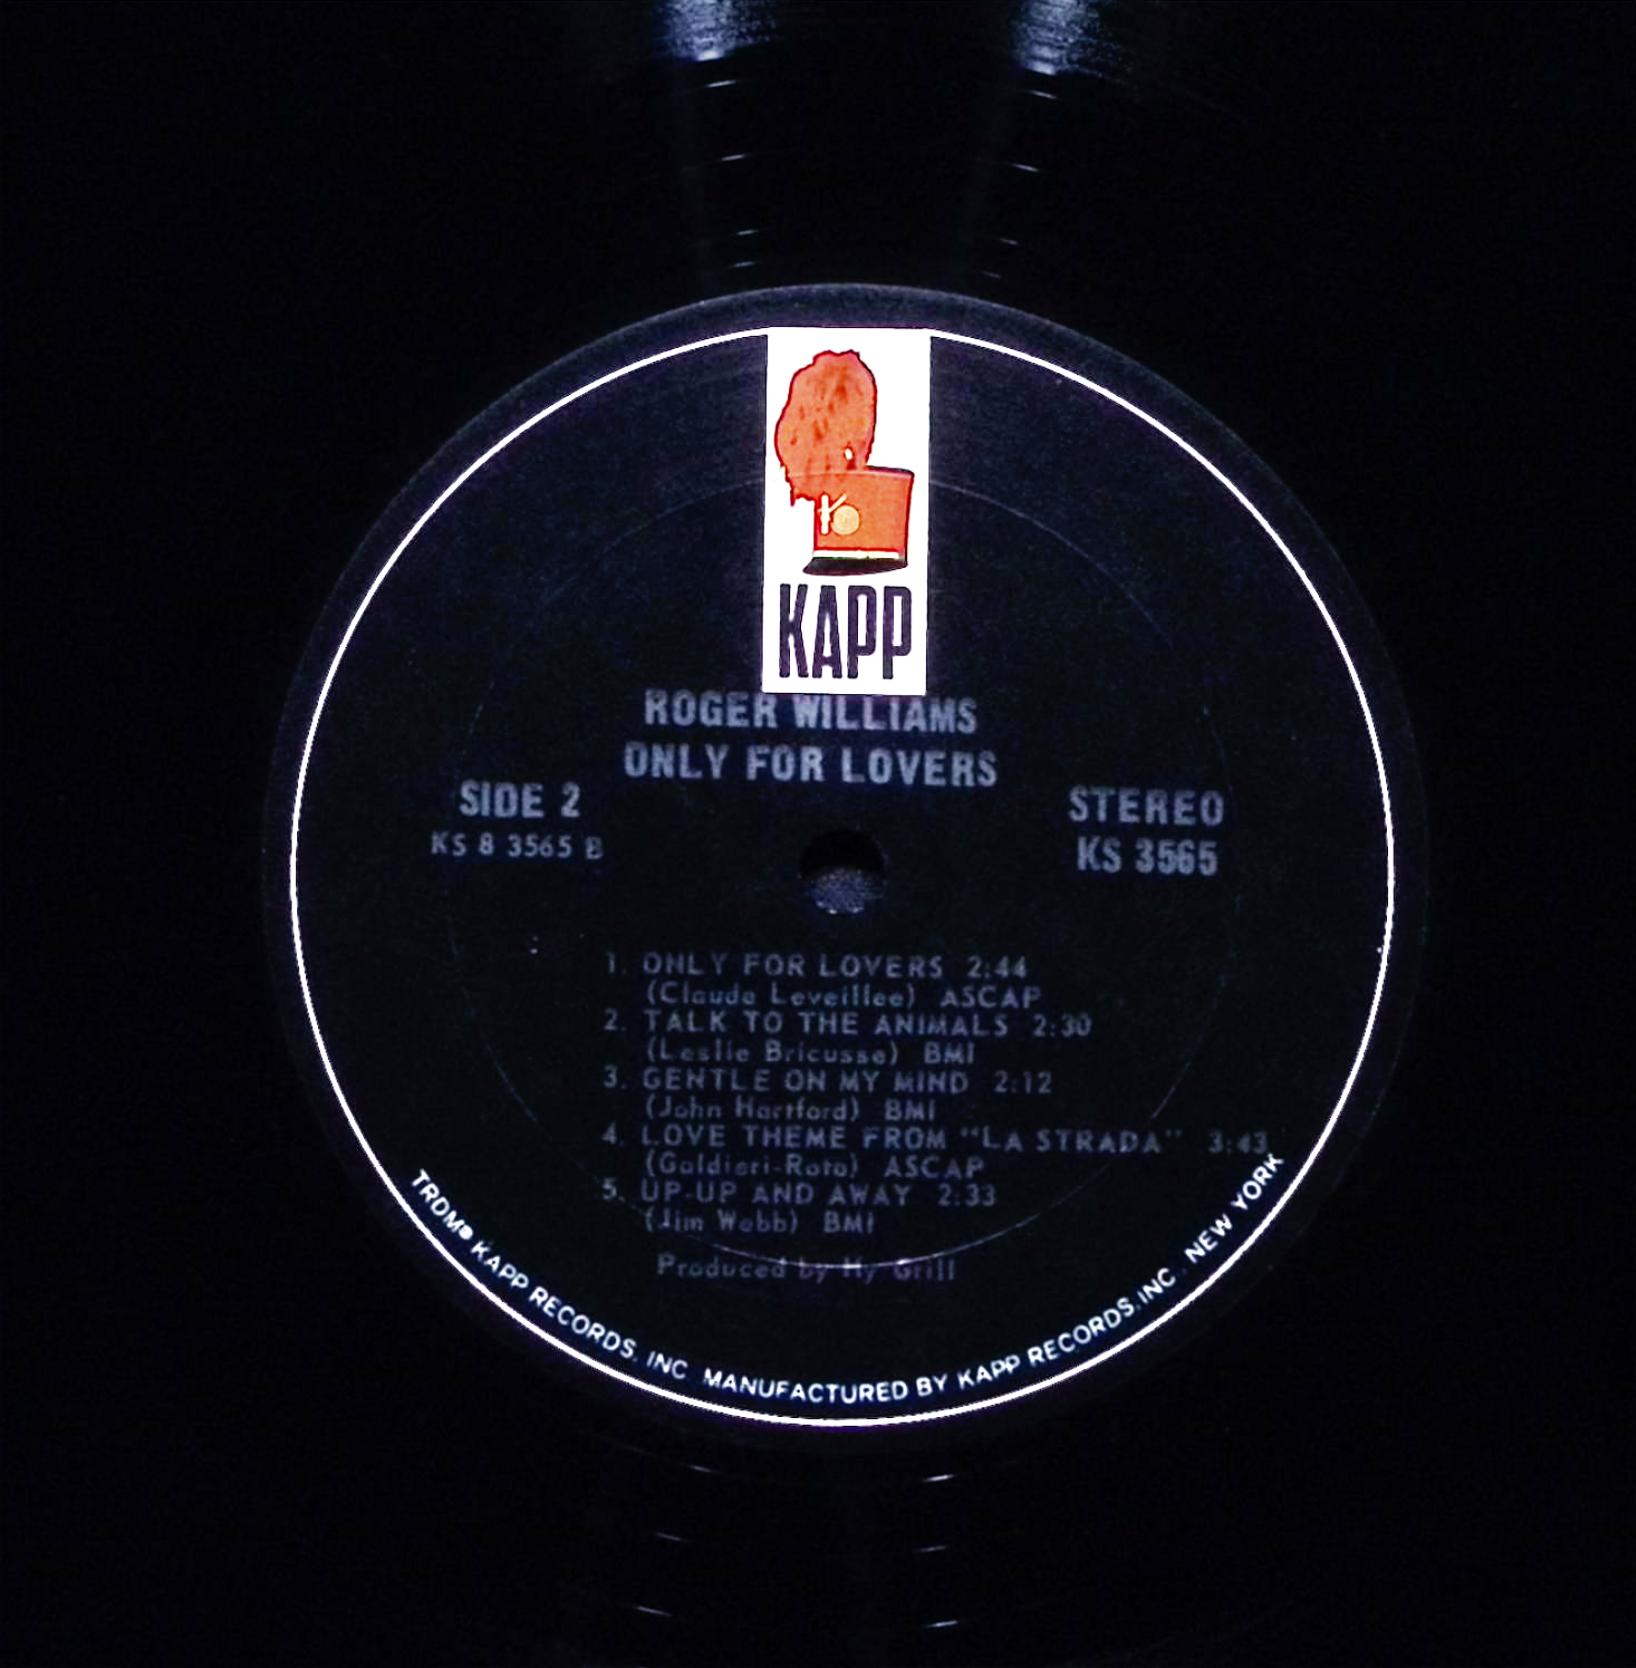 KAPP
ROGER WILLIAMS
ONLY FOR LOVERS
SIDE 2
KS 8 3565 B
STEREO
KS 3565
1. ONLY FOR LOVERS 2:44
(Claude Leveillee) ASCAP
2. TALK TO THE ANIMALS 2:30
(Leslie Bricusse) BMI
3. GENTLE ON MY MIND 2:12
(John Hartford) BMI
4. LOVE THEME FROM "LA STRADA" 3:43
(Galdieri-Rota) ASCAP
5. UP-UP AND AWAY 2:33
(Jim Webb) BMI
Produced by Hy Grill
TRDM® KAPP RECORDS, INC. MANUFACTURED BY KAPP RECORDS, INC. NEW YORK